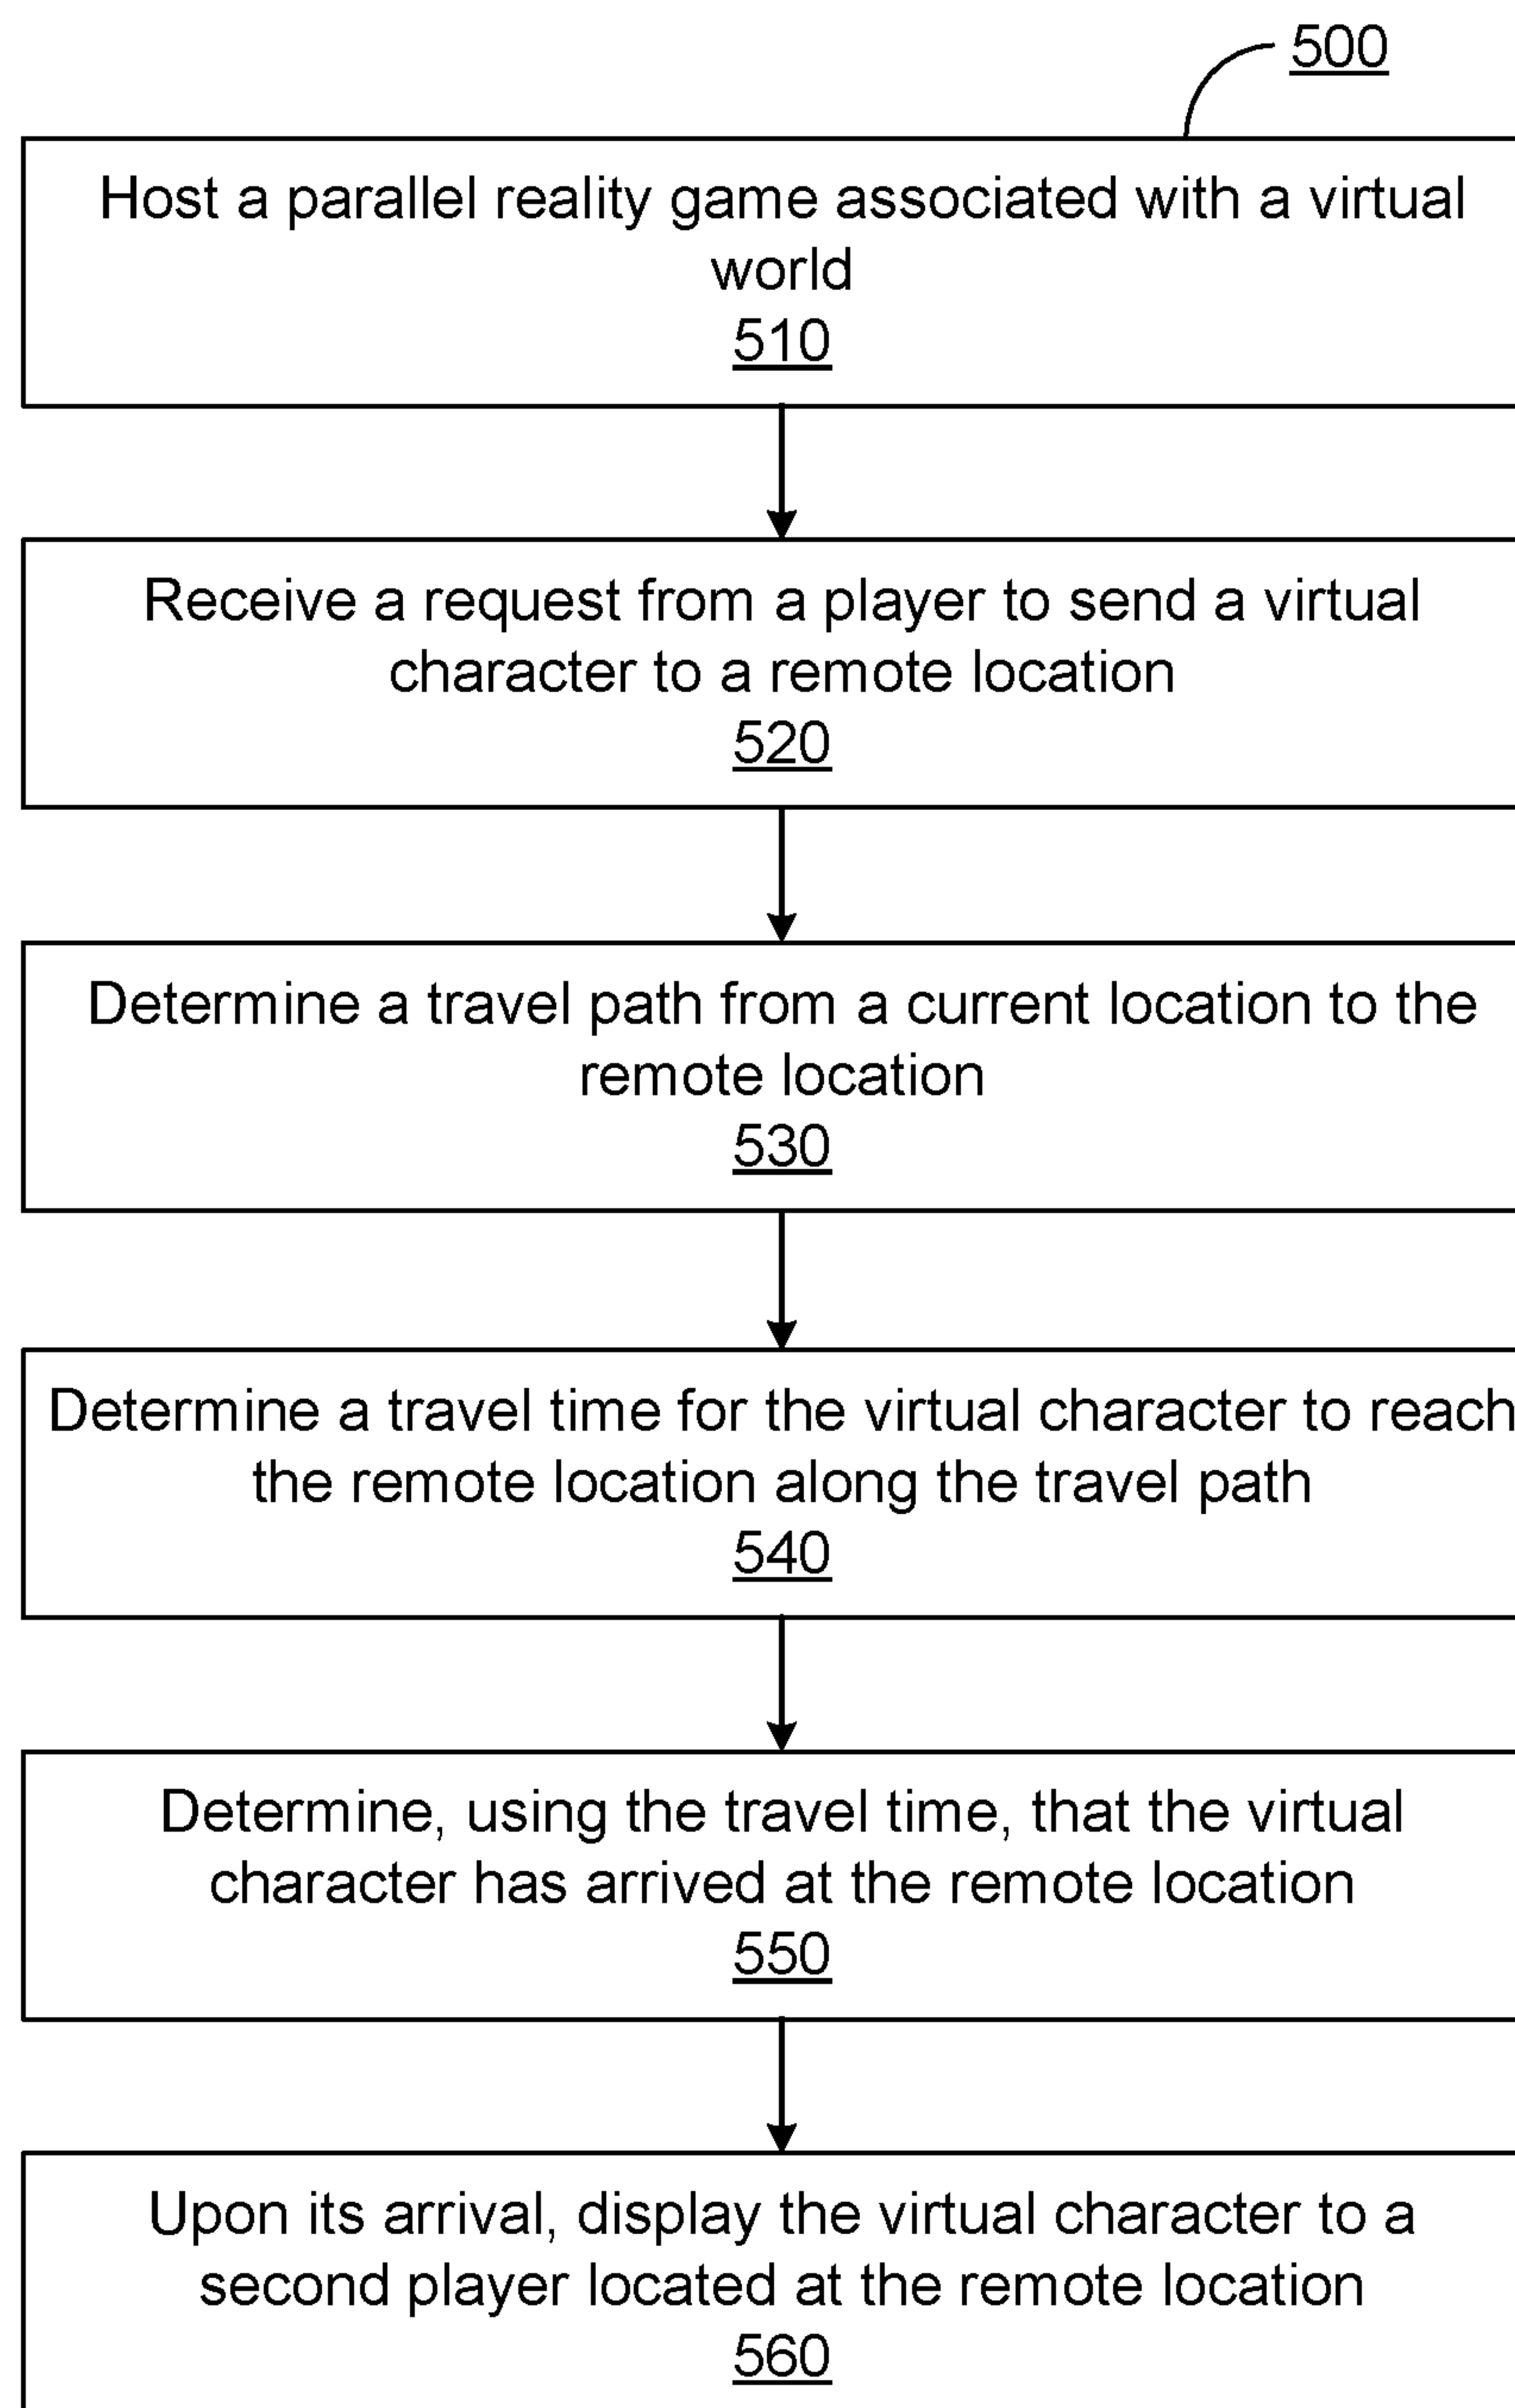 500
Host a parallel reality game associated with a virtual
world
510
Receive a request from a player to send a virtual
character to a remote location
520
Determine a travel path from a current location to the
remote location
530
Determine a travel time for the virtual character to reach
the remote location along the travel path
540
Determine, using the travel time, that the virtual
character has arrived at the remote location
550
Upon its arrival, display the virtual character to a
second player located at the remote location
560